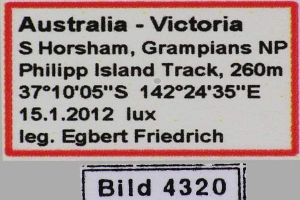 Australia - Victoria
S Horsham, Grampians NP
Philipp Island Track, 260m
37°10'05"S 142°24'35"E
15.1.2012 lux
leg. Egbert Friedrich
Bild 4320